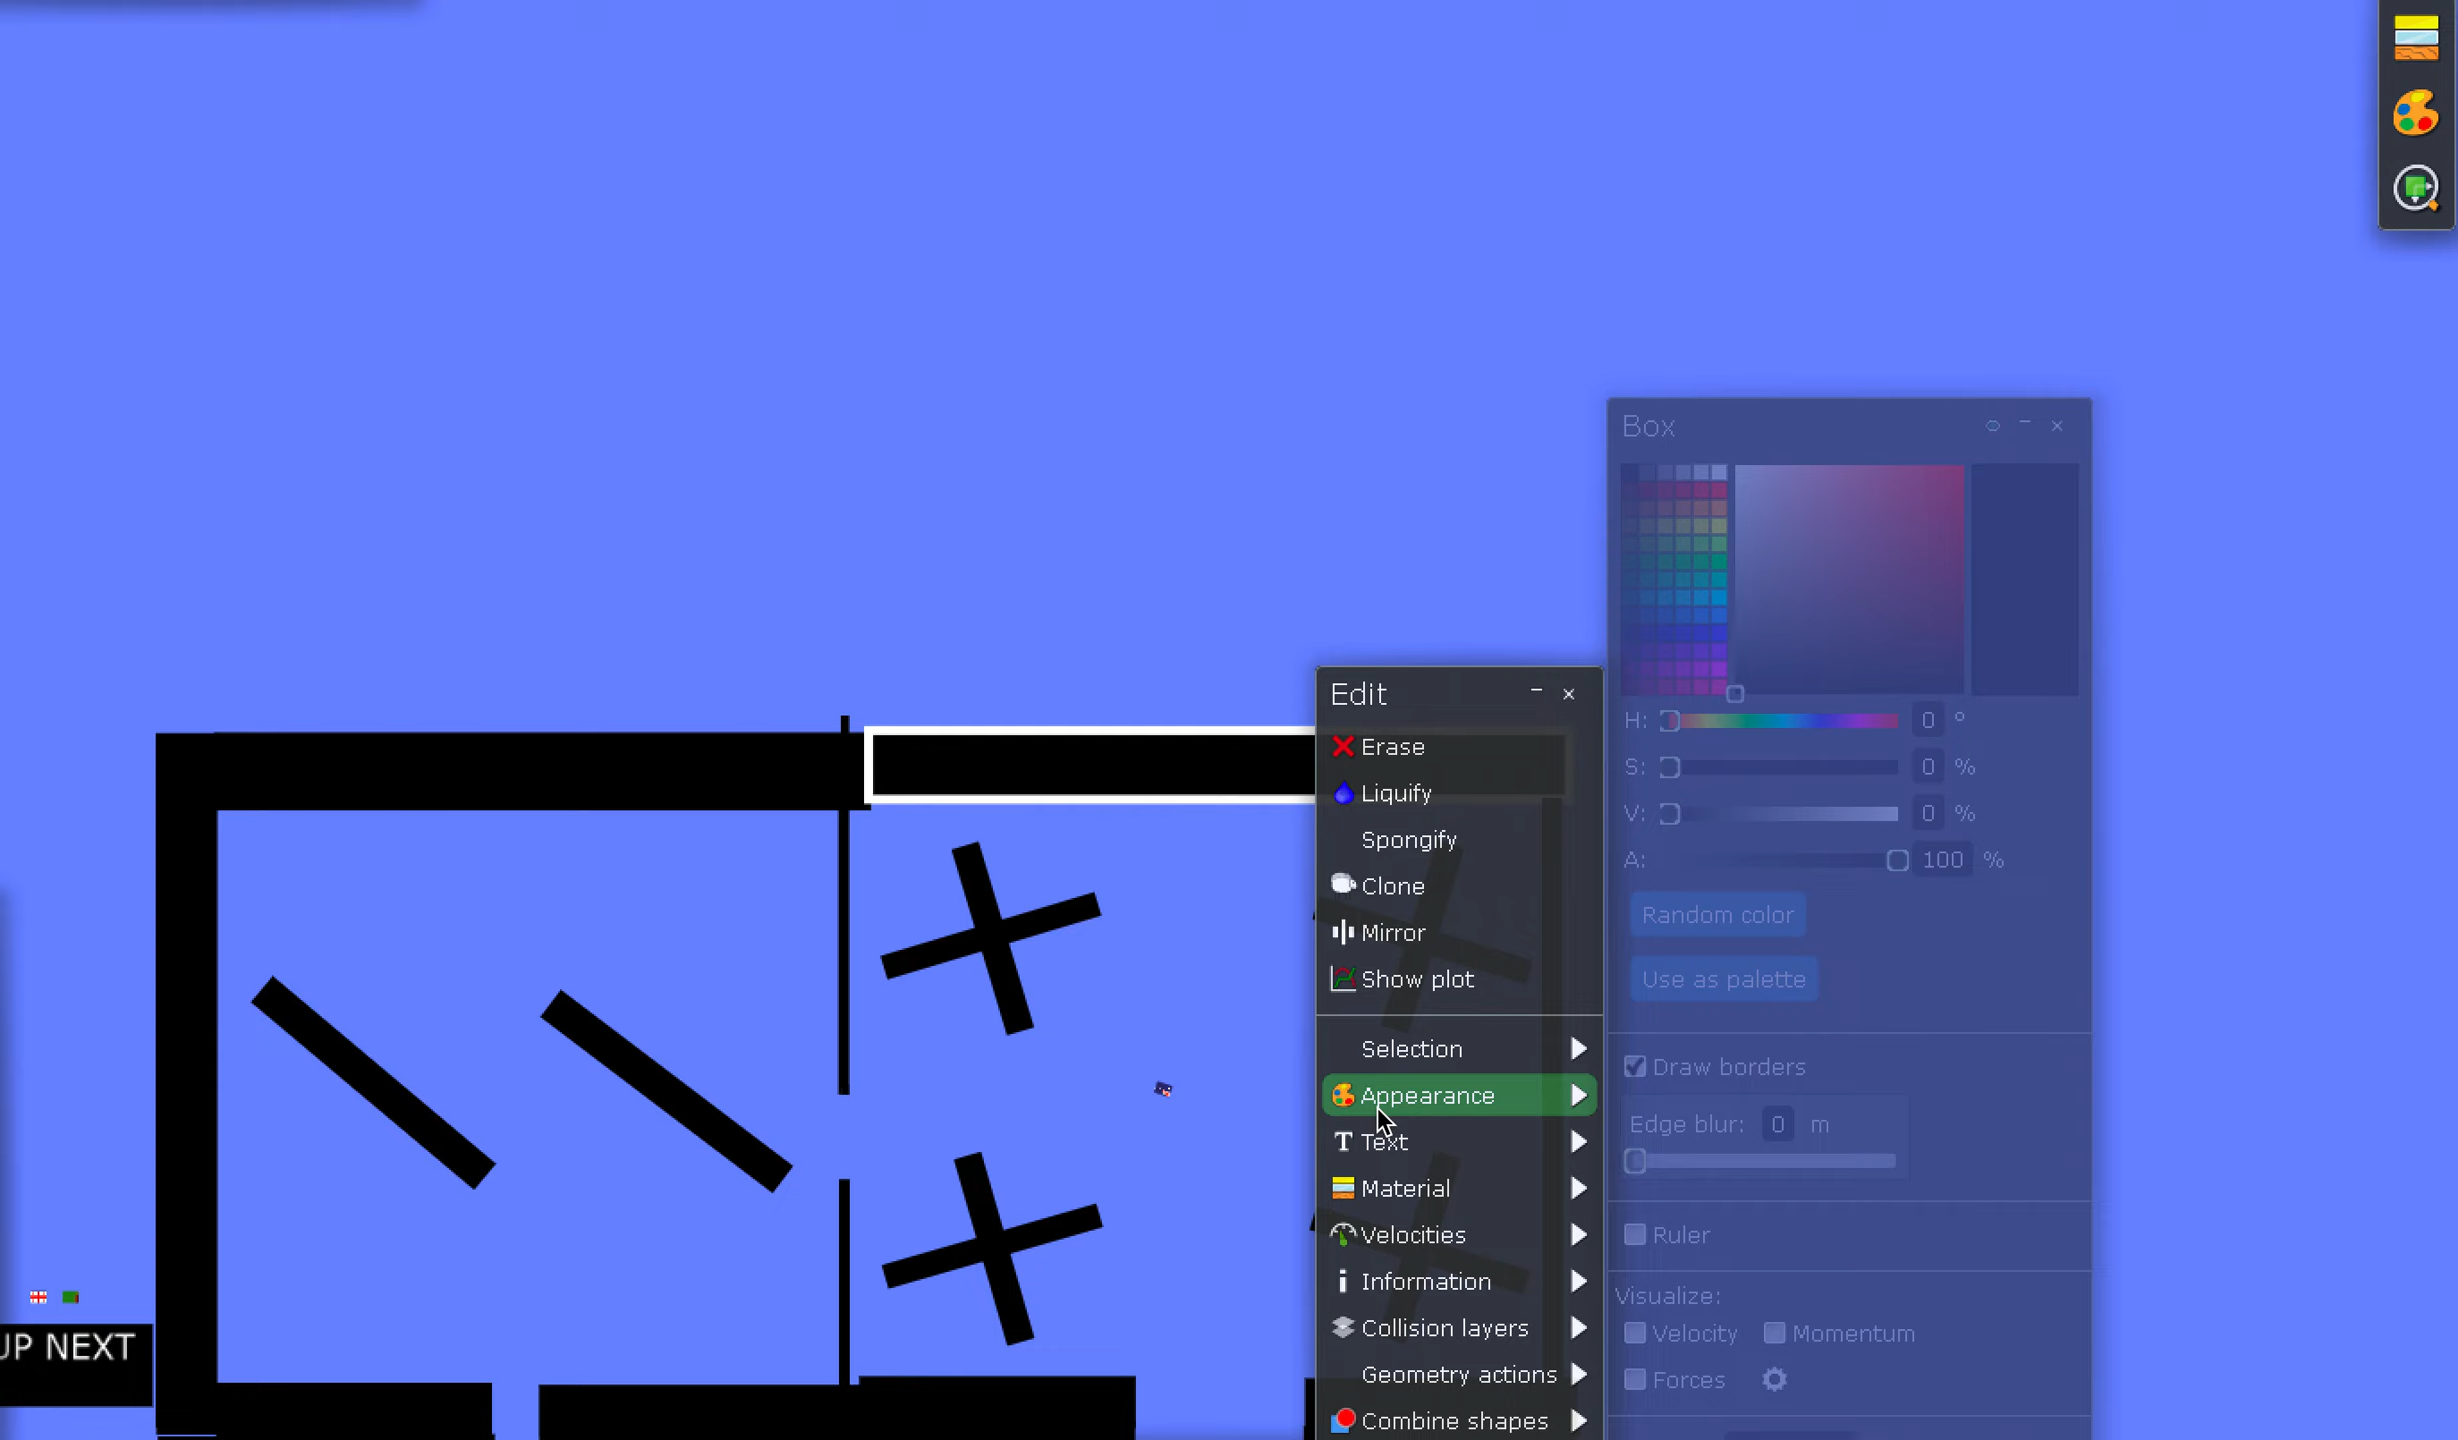 Box
Edit
Erase
Liquify
Spongify
Clone
Mirror
Show plot
Selection
Appearance
Text
Material
Velocities
Information
Collision layers
Geometry actions
Combine shapes
H: 0 °
S: 0 %
V: 0 %
A: 100 %
Random color
Use as palette
Draw borders
Edge blur: 0 m
Ruler
Visualize:
Velocity Momentum
Forces
UP NEXT